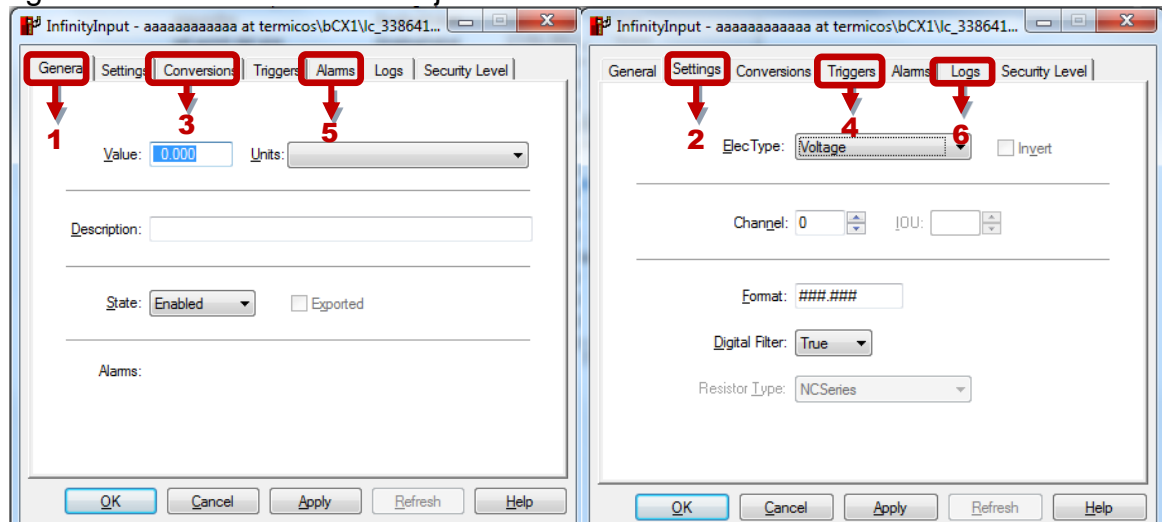 InfinityInput - aaaaaaaaaaaa at termicos\bCX1\lc_338641...
General Settings Conversions Triggers Alarms Logs Security Level
1
3
5
Value: 0.000 Units:
Description:
State: Enabled Exported
Alarms:
OK Cancel Apply Refresh Help
InfinityInput - aaaaaaaaaaaa at termicos\bCX1\lc_338641...
General Settings Conversions Triggers Alarms Logs Security Level
2
4
6
ElecType: Voltage Invert
Channel: 0 IOU:
Format: ###.###
Digital Filter: True
Resistor Type: NCSeries
OK Cancel Apply Refresh Help